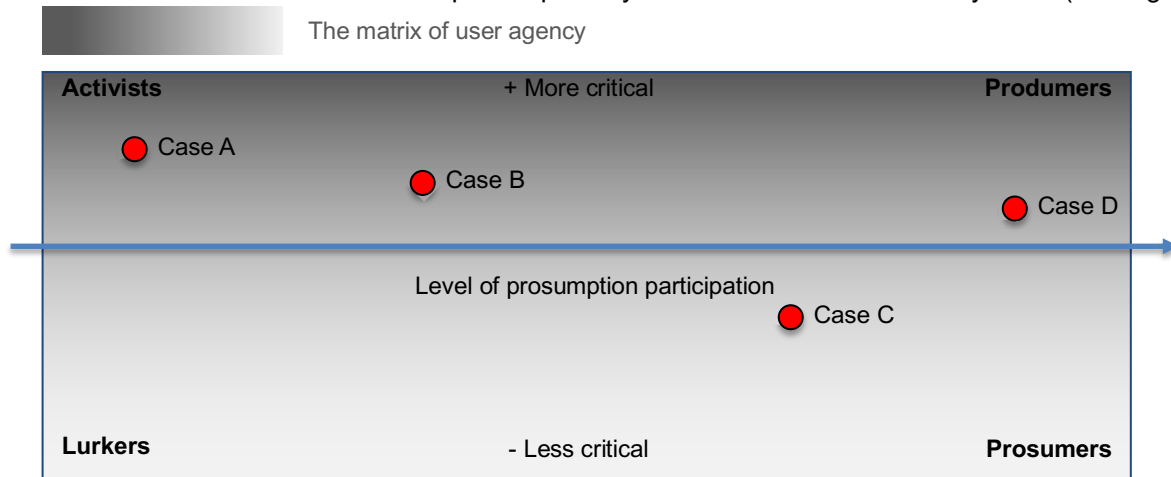 The matrix of user agency
Activists + More critical Produmers
Case A
Case B
Case D
Level of prosumption participation
Case C
Lurkers - Less critical Prosumers